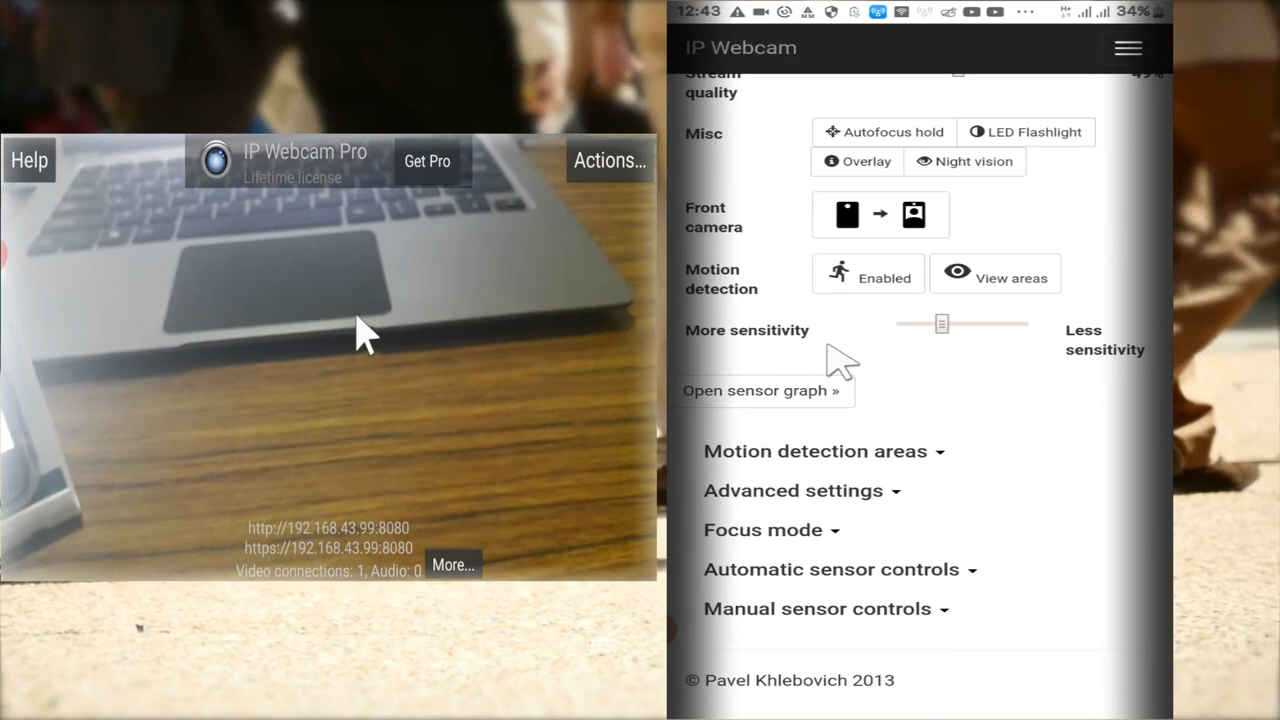 Help
IP Webcam Pro
Lifetime license
Get Pro
Actions...
http://192.168.43.99:8080
https://192.168.43.99:8080
Video connections: 1, Audio: 0
More...
12:43
34%
IP Webcam
Stream
quality
49%
Misc
Autofocus hold
LED Flashlight
Overlay
Night vision
Front
camera
Motion
detection
Enabled
View areas
More sensitivity
Less
sensitivity
Open sensor graph »
Motion detection areas
Advanced settings
Focus mode
Automatic sensor controls
Manual sensor controls
© Pavel Khlebovich 2013